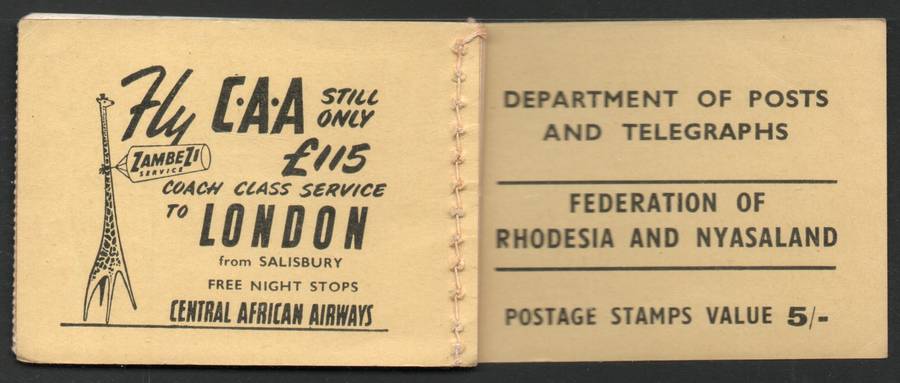 Fly C·A·A STILL
ONLY
£115
ZAMBEZI
SERVICE
COACH CLASS SERVICE
TO LONDON
from SALISBURY
FREE NIGHT STOPS
CENTRAL AFRICAN AIRWAYS
DEPARTMENT OF POSTS
AND TELEGRAPHS
FEDERATION OF
RHODESIA AND NYASALAND
POSTAGE STAMPS VALUE 5/-